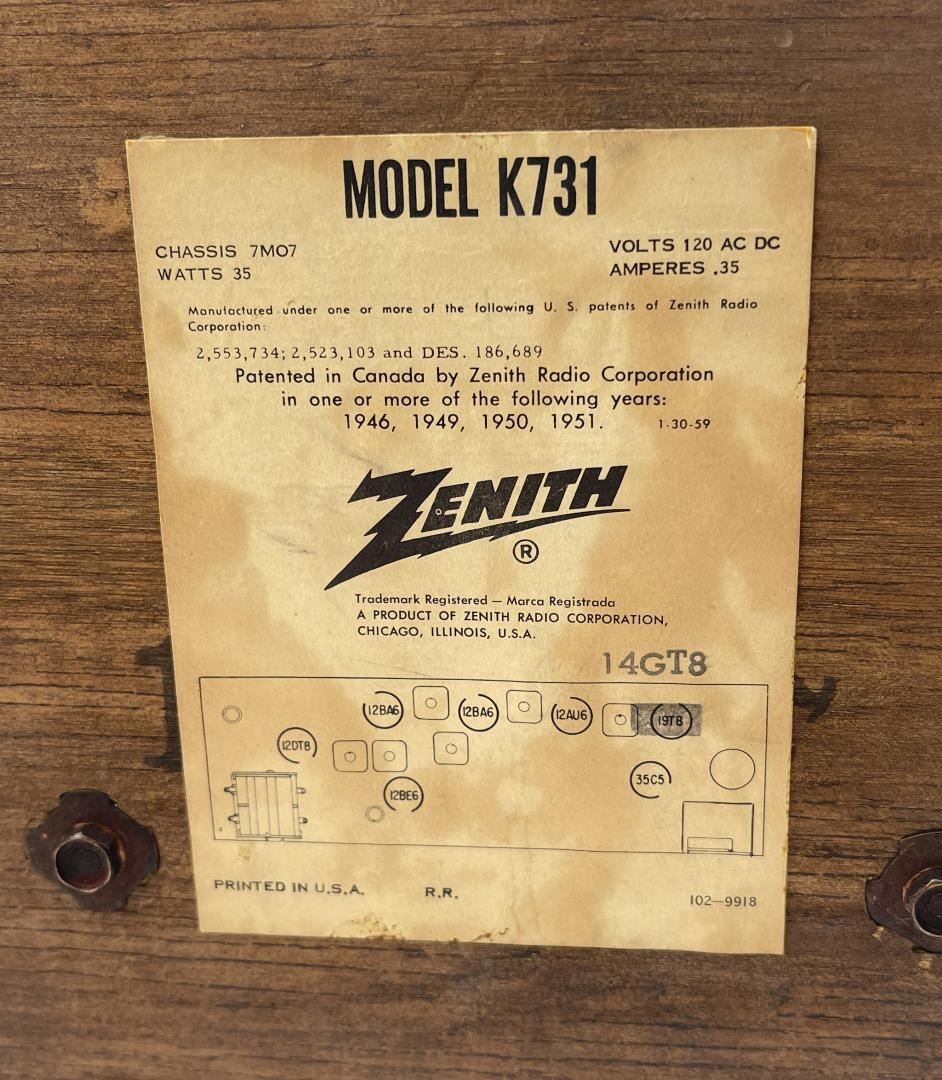 MODEL K731
CHASSIS 7M07
WATTS 35
VOLTS 120 AC DC
AMPERES .35
Manufactured under one or more of the following U. S. patents of Zenith Radio
Corporation:
2,553,734; 2,523,103 and DES. 186,689
Patented in Canada by Zenith Radio Corporation
in one or more of the following years:
1946, 1949, 1950, 1951. 1-30-59
ZENITH
®
Trademark Registered — Marca Registrada
A PRODUCT OF ZENITH RADIO CORPORATION,
CHICAGO, ILLINOIS, U.S.A.
14GT8
12BA6 12BA6 12AU6 19T8
12DT8
35C5
12BE6
PRINTED IN U.S.A. R.R. 102—9918